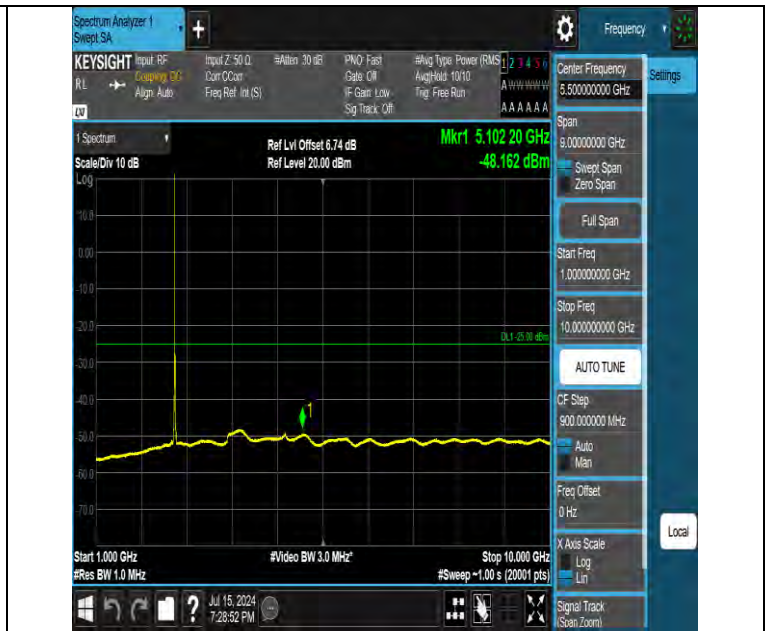 Spectrum Analyzer 1
Swept SA
+
Frequency
KEYSIGHT
Input: RF
Input Z: 50 Ω
#Atten: 30 dB
PNO: Fast
#Avg Type: Power (RMS
1 2 3 4 5 6
RL
Coupling: DC
Corr CCorr
Gate: Off
Avg|Hold: 10/10
A W W W W W
Align: Auto
Freq Ref: Int (S)
IF Gain: Low
Trig: Free Run
Sig Track: Off
A A A A A A
Center Frequency
5.500000000 GHz
Settings
Span
9.00000000 GHz
Swept Span
Zero Span
Full Span
Start Freq
1.000000000 GHz
Stop Freq
10.000000000 GHz
AUTO TUNE
CF Step
900.000000 MHz
Auto
Man
Freq Offset
0 Hz
X Axis Scale
Log
Lin
Signal Track
(Span Zoom)
Local
1 Spectrum
Scale/Div 10 dB
Ref Lvl Offset 6.74 dB
Ref Level 20.00 dBm
Mkr1 5.102 20 GHz
-48.162 dBm
Log
10.0
0.00
-10.0
-20.0
-30.0
-40.0
-50.0
-60.0
-70.0
DL1 -25.00 dBm
1
Start 1.000 GHz
#Video BW 3.0 MHz*
Stop 10.000 GHz
#Res BW 1.0 MHz
#Sweep ~1.00 s (20001 pts)
?
Jul 15, 2024
7:28:52 PM